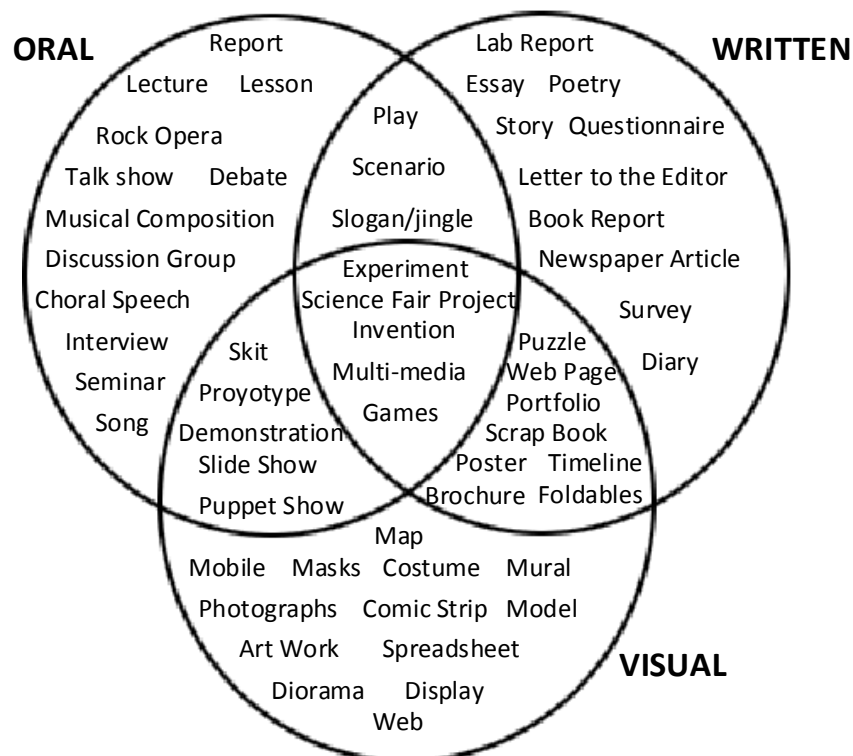 ORAL
Report
Lecture Lesson
Rock Opera
Talk show Debate
Musical Composition
Discussion Group
Choral Speech
Interview
Seminar
Song
Play
Scenario
Slogan/jingle
WRITTEN
Lab Report
Essay Poetry
Story Questionnaire
Letter to the Editor
Book Report
Newspaper Article
Survey
Diary
Experiment
Science Fair Project
Invention
Multi-media
Games
Skit
Proyotype
Demonstration
Slide Show
Puppet Show
Puzzle
Web Page
Portfolio
Scrap Book
Poster Timeline
Brochure Foldables
Map
Mobile Masks Costume Mural
Photographs Comic Strip Model
Art Work Spreadsheet
Diorama Display
Web
VISUAL